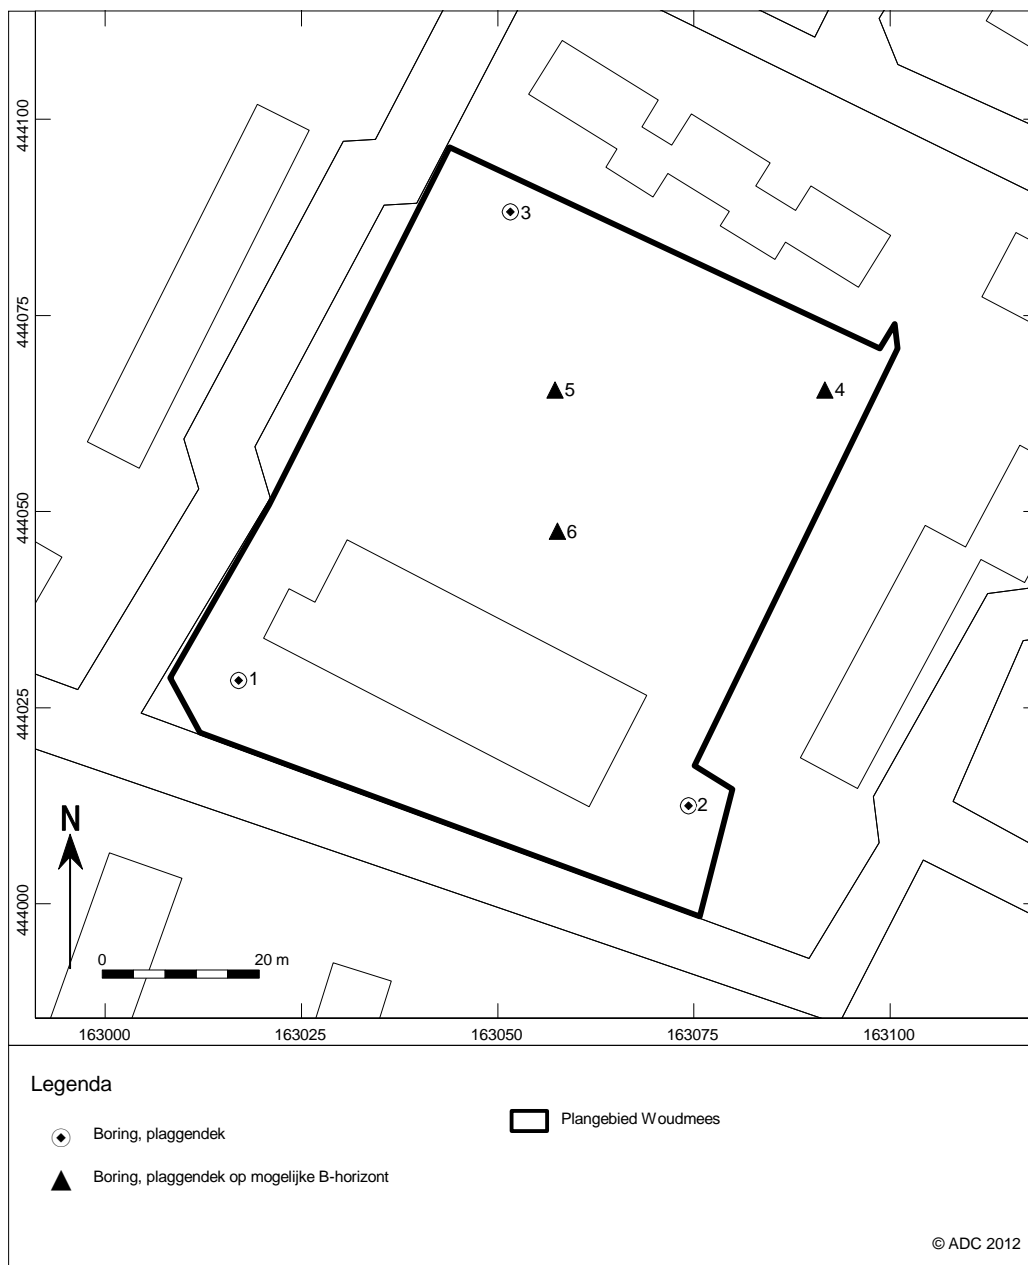 444100
3
444075
5
4
444050
6
1
444025
2
N
444000
0 20 m
163000 163025 163050 163075 163100
Legenda
Boring, plaggendek
Plangebied Woudmees
Boring, plaggendek op mogelijke B-horizont
© ADC 2012